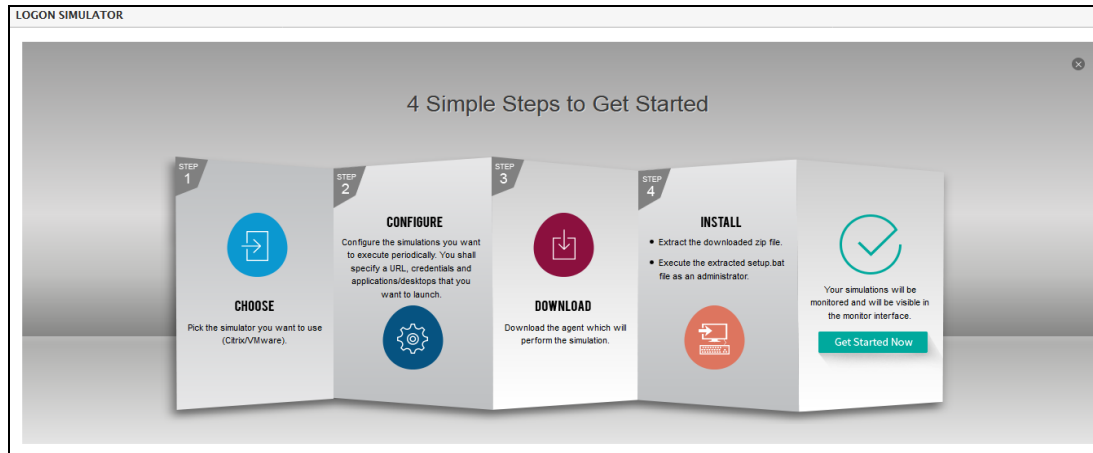 LOGON SIMULATOR
4 Simple Steps to Get Started
STEP
1
CHOOSE
Pick the simulator you want to use
(Citrix/VMware).
STEP
2
CONFIGURE
Configure the simulations you want
to execute periodically. You shall
specify a URL, credentials and
applications/desktops that you
want to launch.
STEP
3
DOWNLOAD
Download the agent which will
perform the simulation.
STEP
4
INSTALL
• Extract the downloaded zip file.
• Execute the extracted setup.bat
file as an administrator.
Your simulations will be
monitored and will be visible in
the monitor interface.
Get Started Now